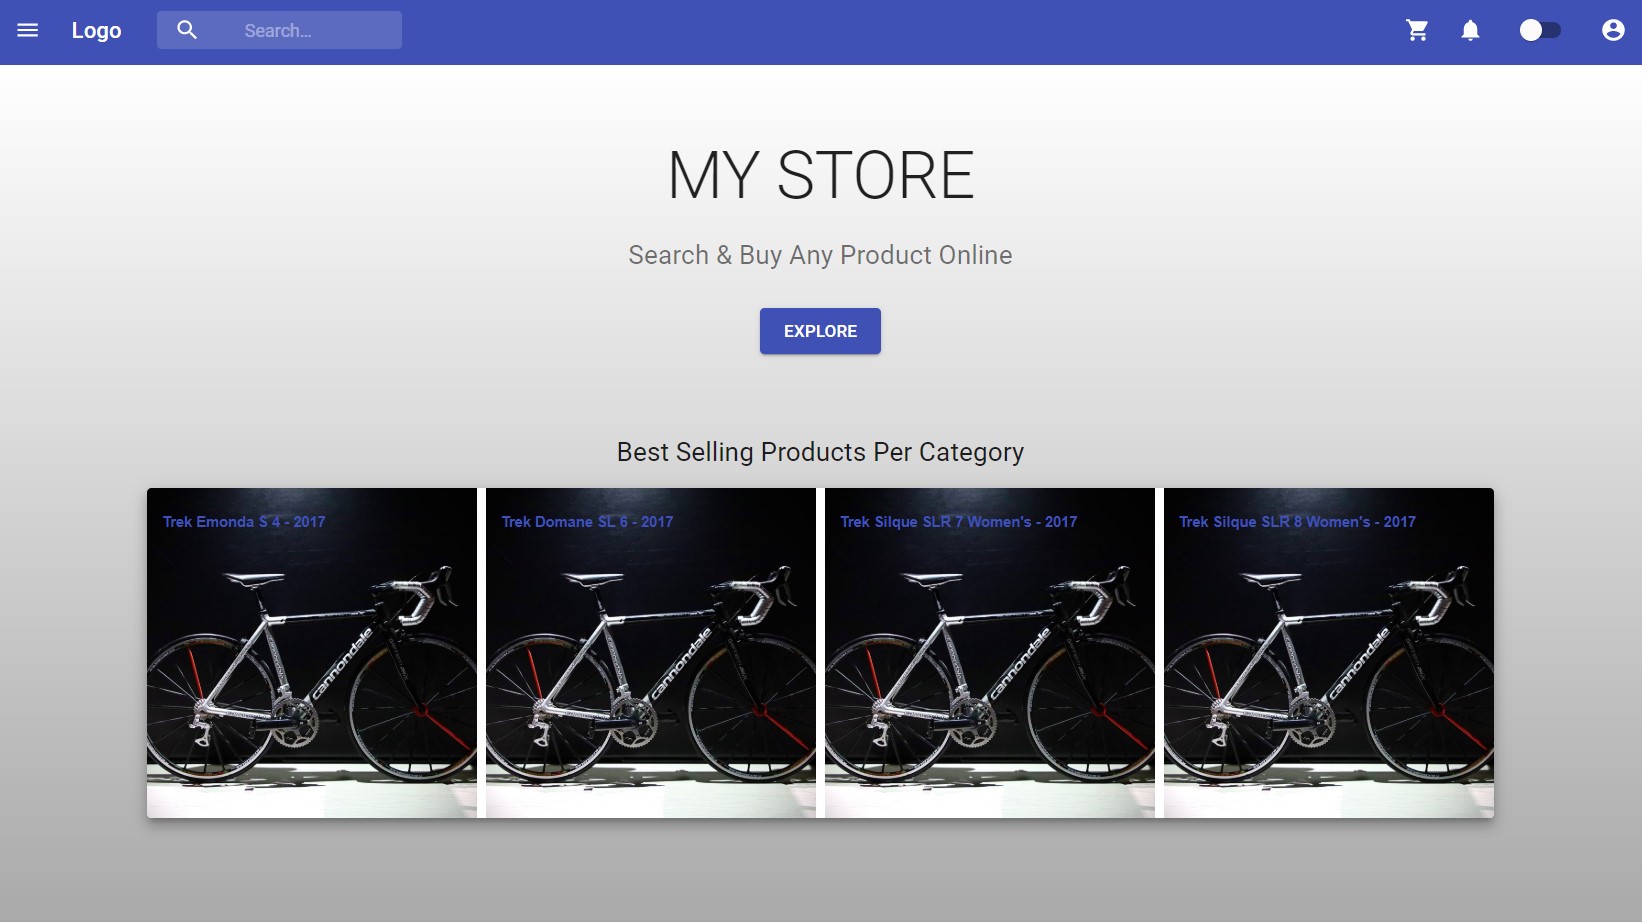 Logo
Search…
MY STORE
Search & Buy Any Product Online
EXPLORE
Best Selling Products Per Category
Trek Emonda S 4 - 2017
Trek Domane SL 6 - 2017
Trek Silque SLR 7 Women's - 2017
Trek Silque SLR 8 Women's - 2017
cannondale
cannondale
cannondale
cannondale